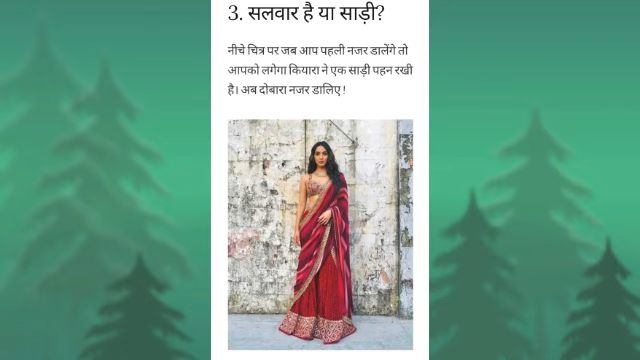 3. सलवार है या साड़ी?
नीचे चित्र पर जब आप पहली नजर डालेंगे तो
आपको लगेगा कियारा ने एक साड़ी पहन रखी
है। अब दोबारा नजर डालिए !